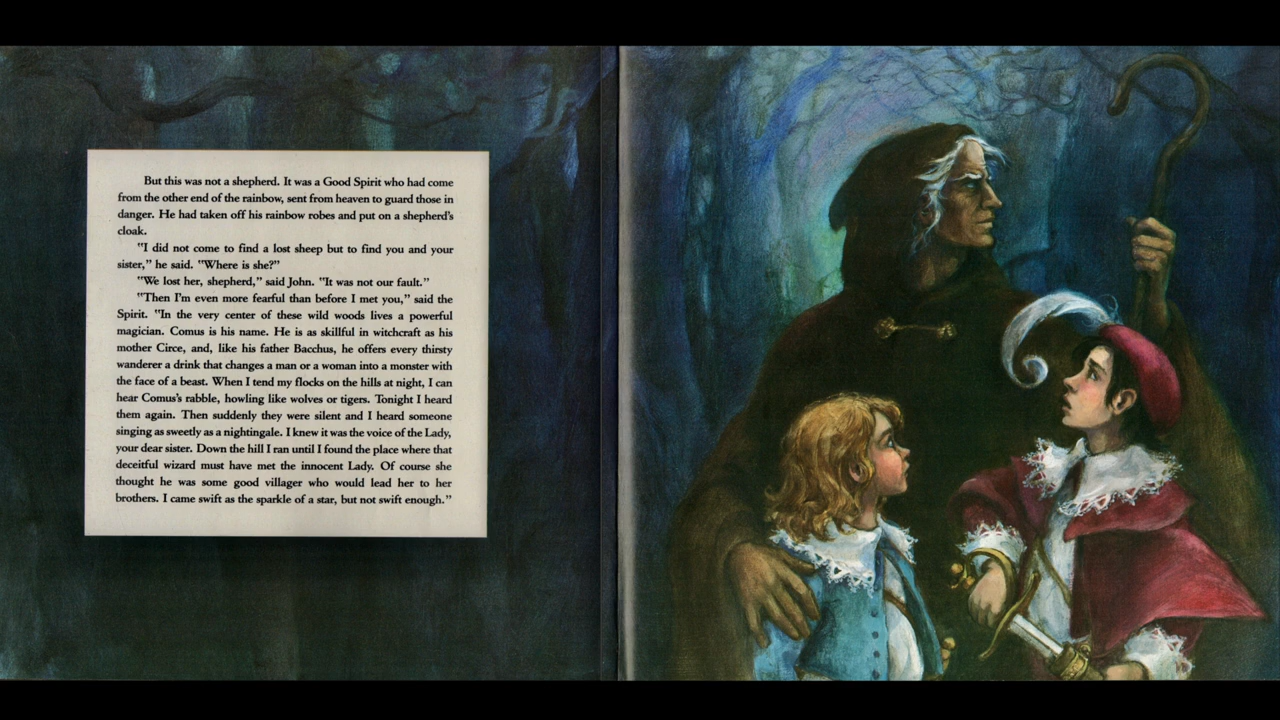 But this was not a shepherd. It was a Good Spirit who had come
from the other end of the rainbow, sent from heaven to guard those in
danger. He had taken off his rainbow robes and put on a shepherd's
cloak.
"I did not come to find a lost sheep but to find you and your
sister," he said. "Where is she?"
"We lost her, shepherd," said John. "It was not our fault."
"Then I'm even more fearful than before I met you," said the
Spirit. "In the very center of these wild woods lives a powerful
magician. Comus is his name. He is as skillful in witchcraft as his
mother Circe, and, like his father Bacchus, he offers every thirsty
wanderer a drink that changes a man or a woman into a monster with
the face of a beast. When I tend my flocks on the hills at night, I can
hear Comus's rabble, howling like wolves or tigers. Tonight I heard
them again. Then suddenly they were silent and I heard someone
singing as sweetly as a nightingale. I knew it was the voice of the Lady,
your dear sister. Down the hill I ran until I found the place where that
deceitful wizard must have met the innocent Lady. Of course she
thought he was some good villager who would lead her to her
brothers. I came swift as the sparkle of a star, but not swift enough."